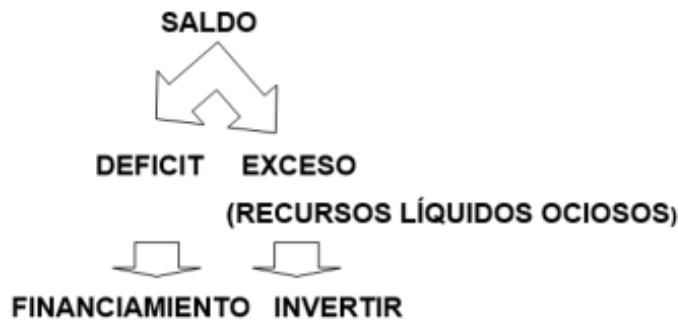 SALDO
DEFICIT EXCESO
(RECURSOS LÍQUIDOS OCIOSOS)
FINANCIAMIENTO INVERTIR